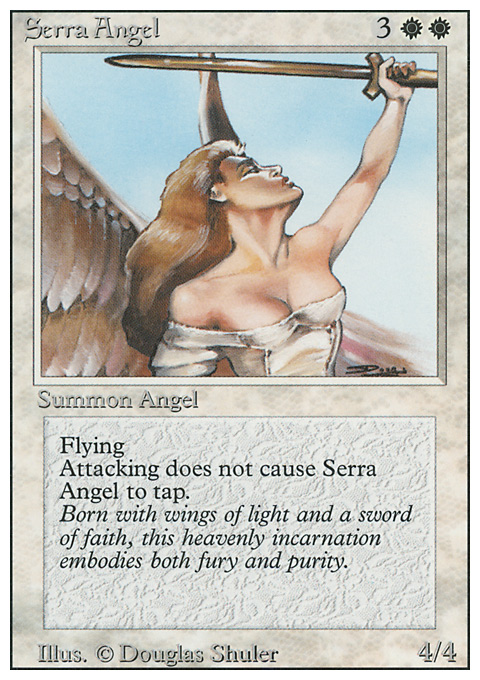 Serra Angel 3
Summon Angel
Flying
Attacking does not cause Serra
Angel to tap.
Born with wings of light and a sword
of faith, this heavenly incarnation
embodies both fury and purity.
Illus. © Douglas Shuler 4/4